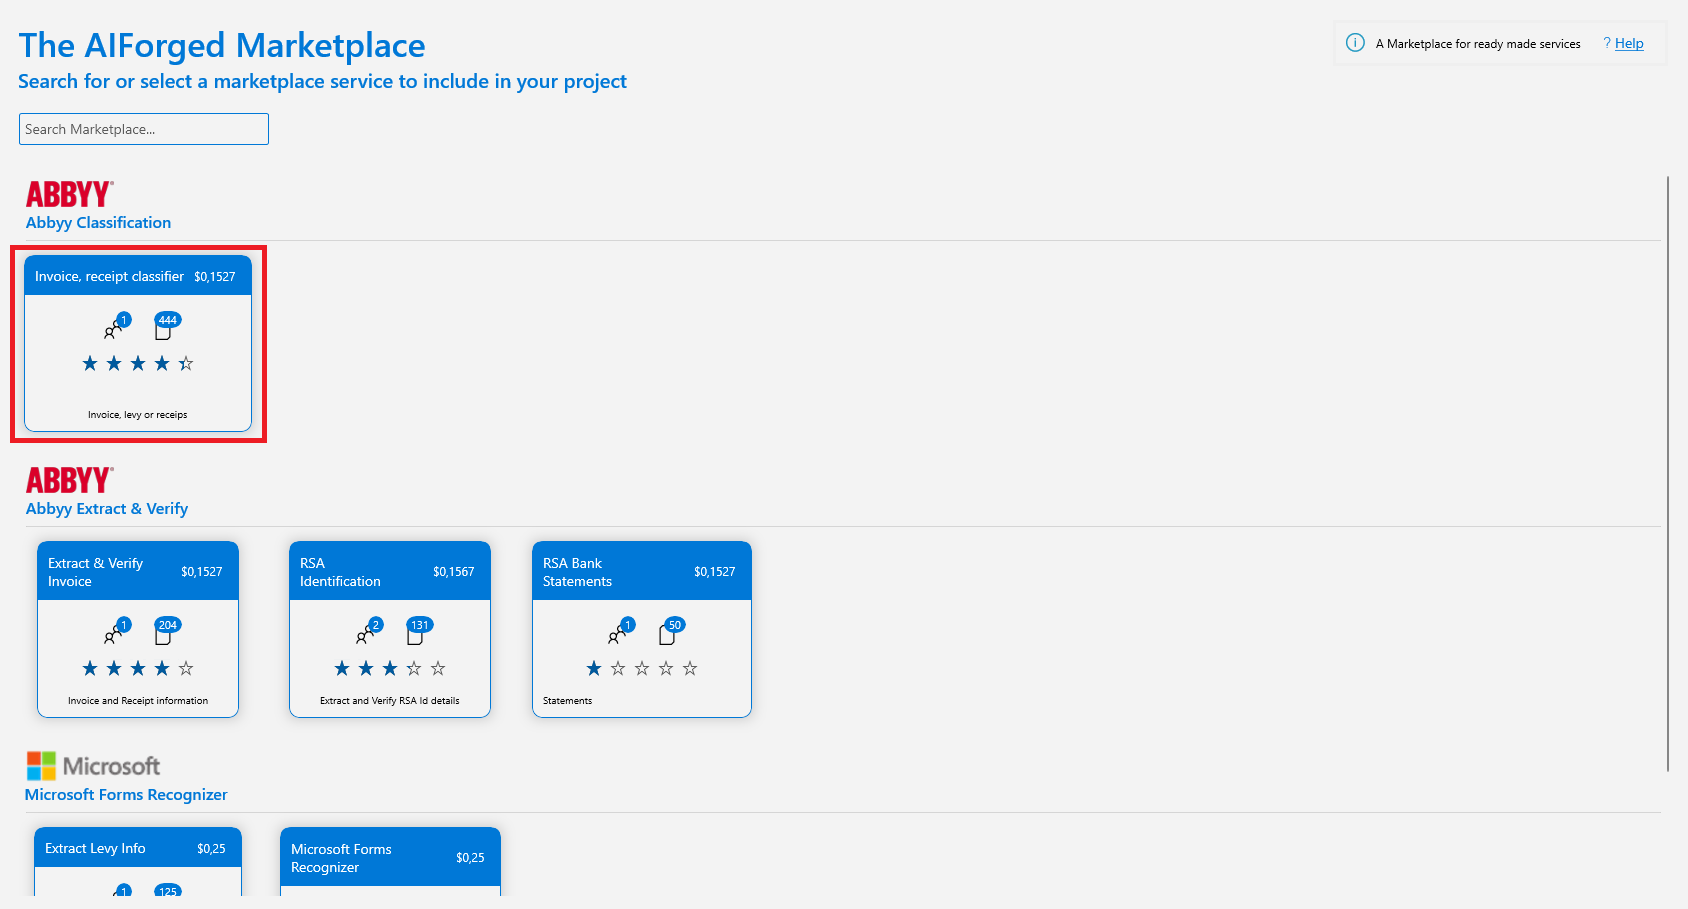 The AIForged Marketplace
A Marketplace for ready made services
? Help
Search for or select a marketplace service to include in your project
Search Marketplace...
ABBYY®
Abbyy Classification
Invoice, receipt classifier $0,1527
1 444
Invoice, levy or receips
ABBYY®
Abbyy Extract & Verify
Extract & Verify
Invoice
$0,1527
1 204
Invoice and Receipt information
RSA
Identification
$0,1567
2 131
Extract and Verify RSA Id details
RSA Bank
Statements
$0,1527
1 50
Statements
Microsoft
Microsoft Forms Recognizer
Extract Levy Info $0,25
1 125
Microsoft Forms
Recognizer
$0,25